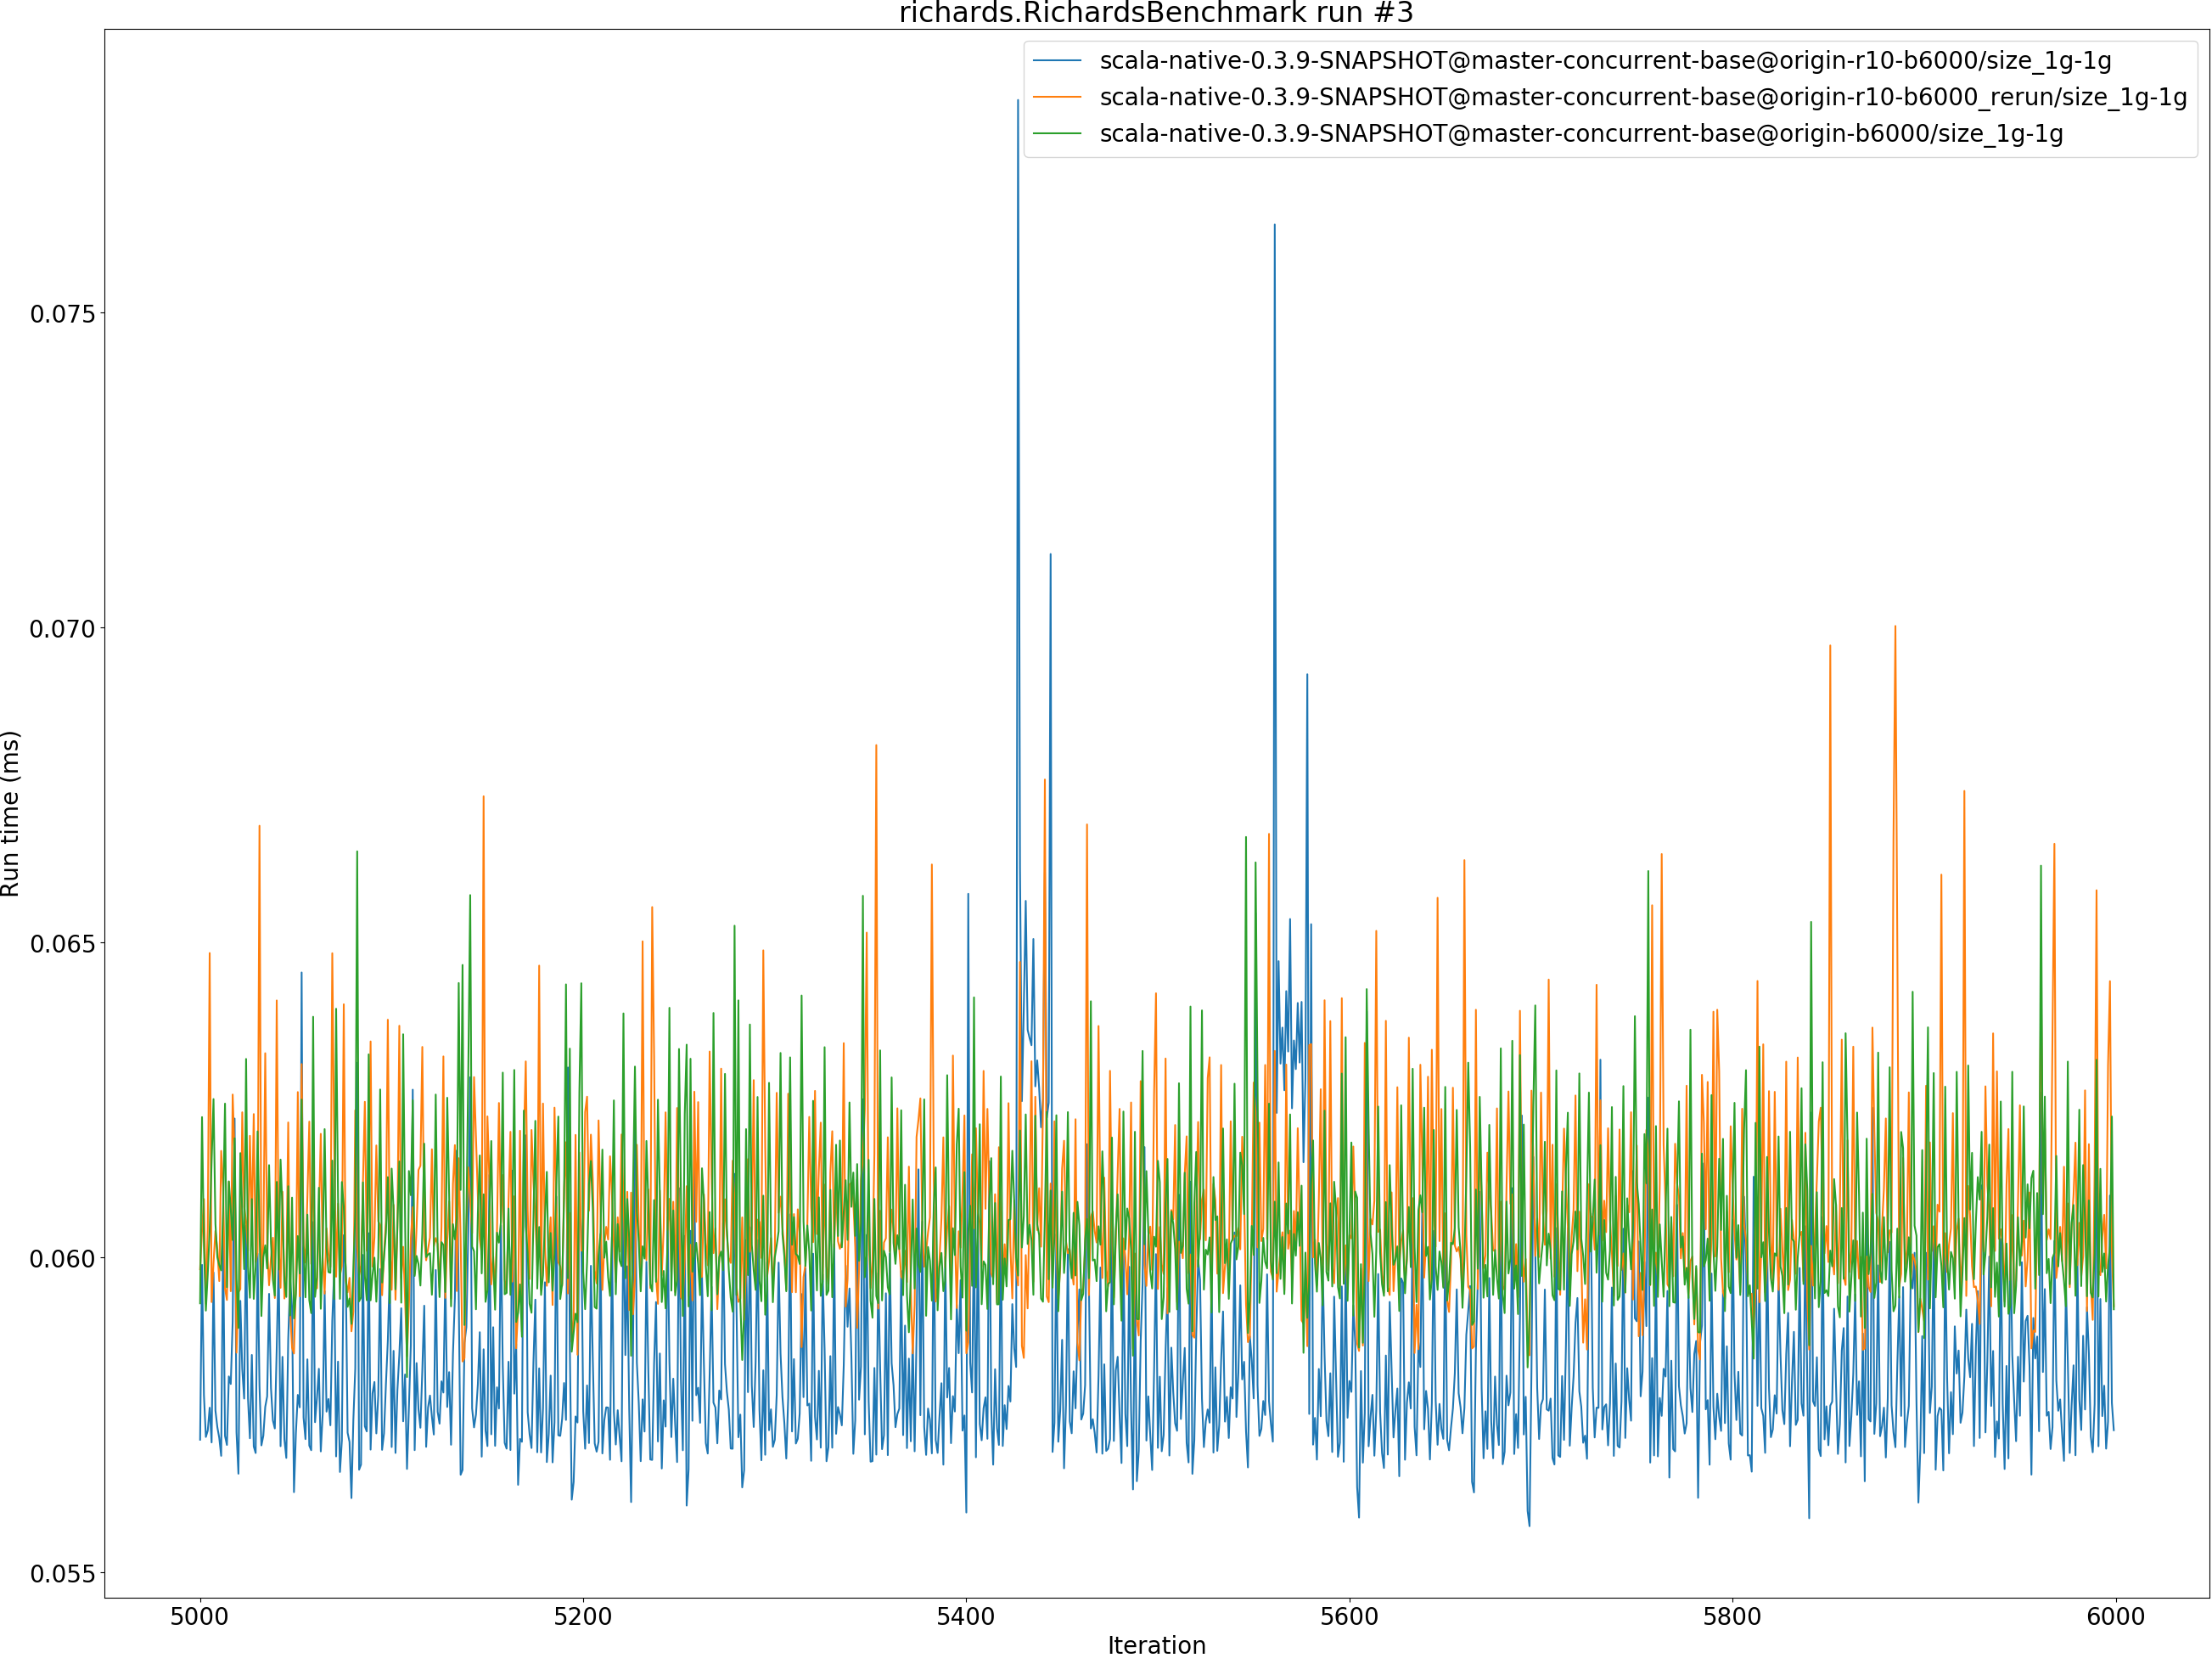 richards.RichardsBenchmark run #3
scala-native-0.3.9-SNAPSHOT@master-concurrent-base@origin-r10-b6000/size_1g-1g
scala-native-0.3.9-SNAPSHOT@master-concurrent-base@origin-r10-b6000_rerun/size_1g-1g
scala-native-0.3.9-SNAPSHOT@master-concurrent-base@origin-b6000/size_1g-1g
Run time (ms)
0.075
0.070
0.065
0.060
0.055
5000 5200 5400 5600 5800 6000
Iteration